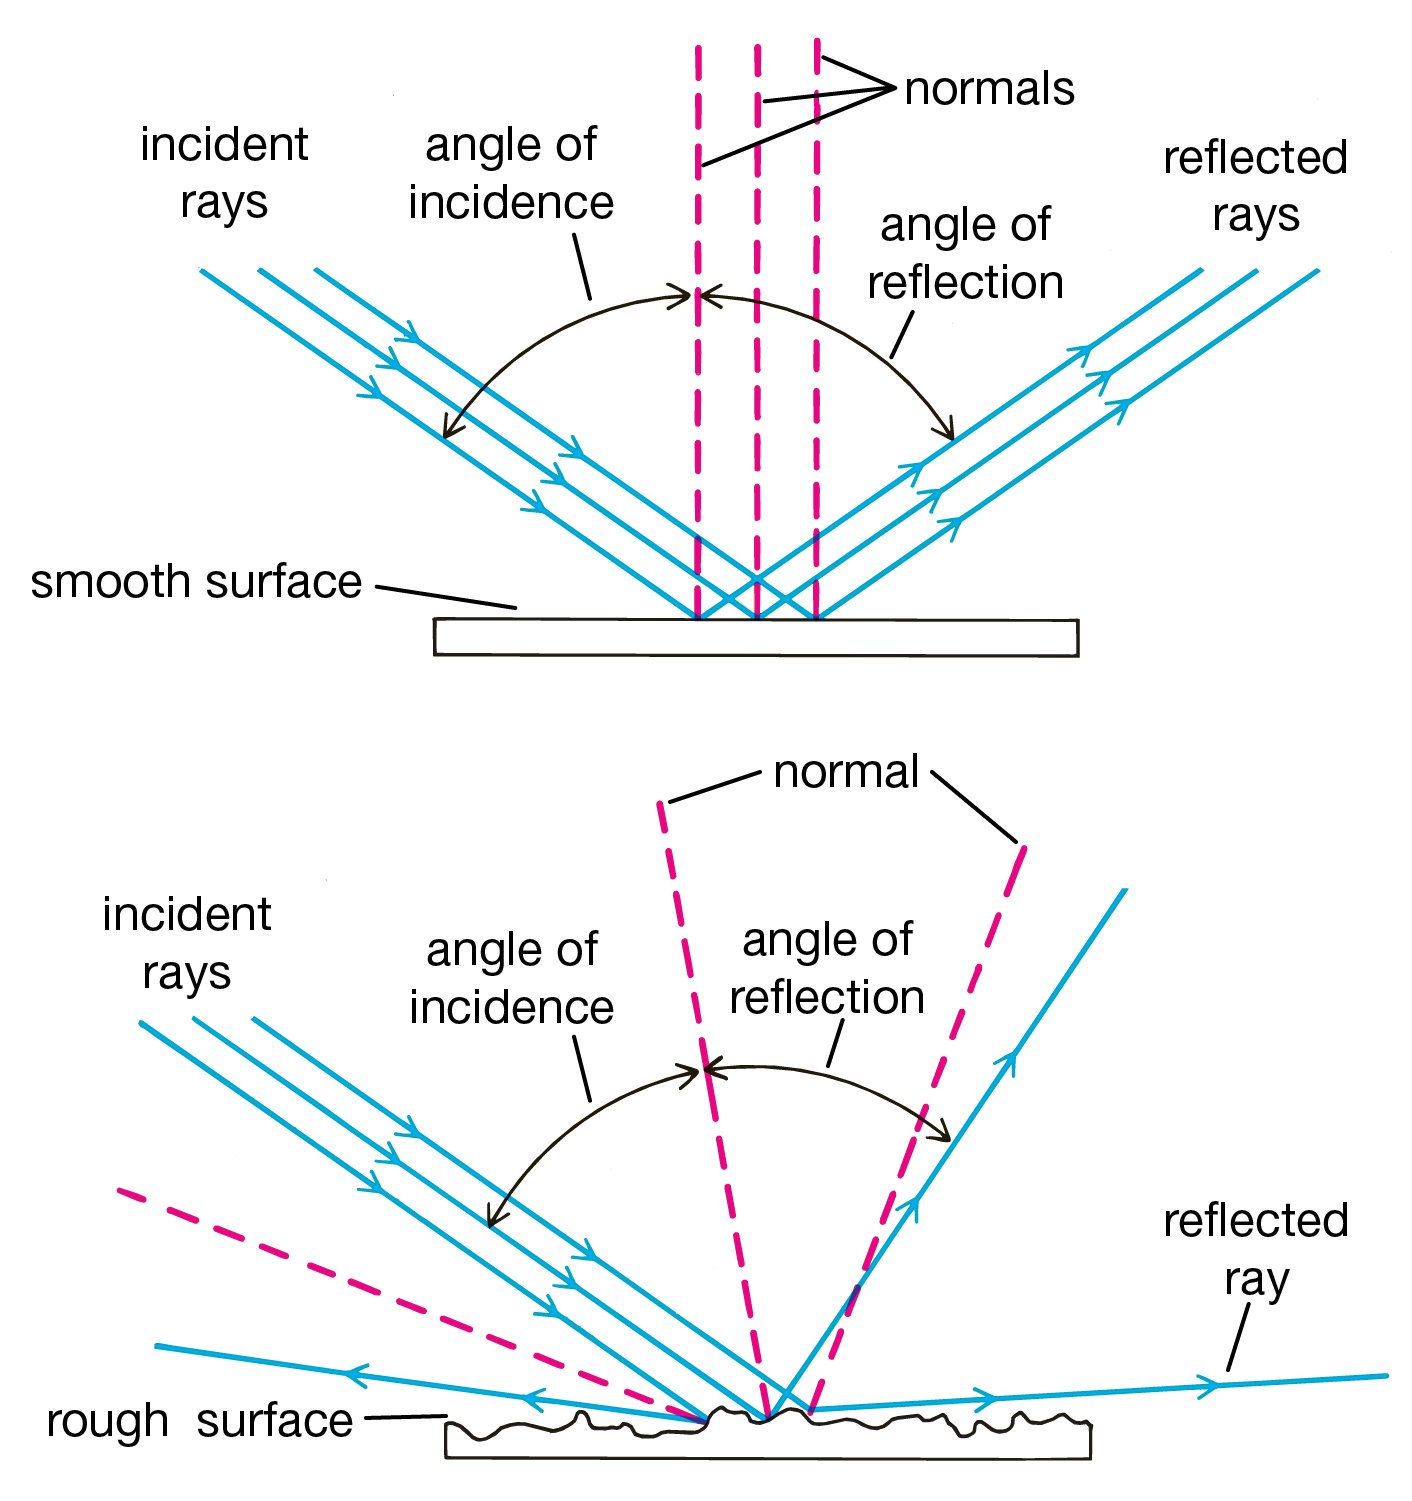 normals
incident
rays
angle of
incidence
reflected
rays
angle of
reflection
smooth surface
normal
incident
rays
angle of
incidence
angle of
reflection
reflected
ray
rough surface